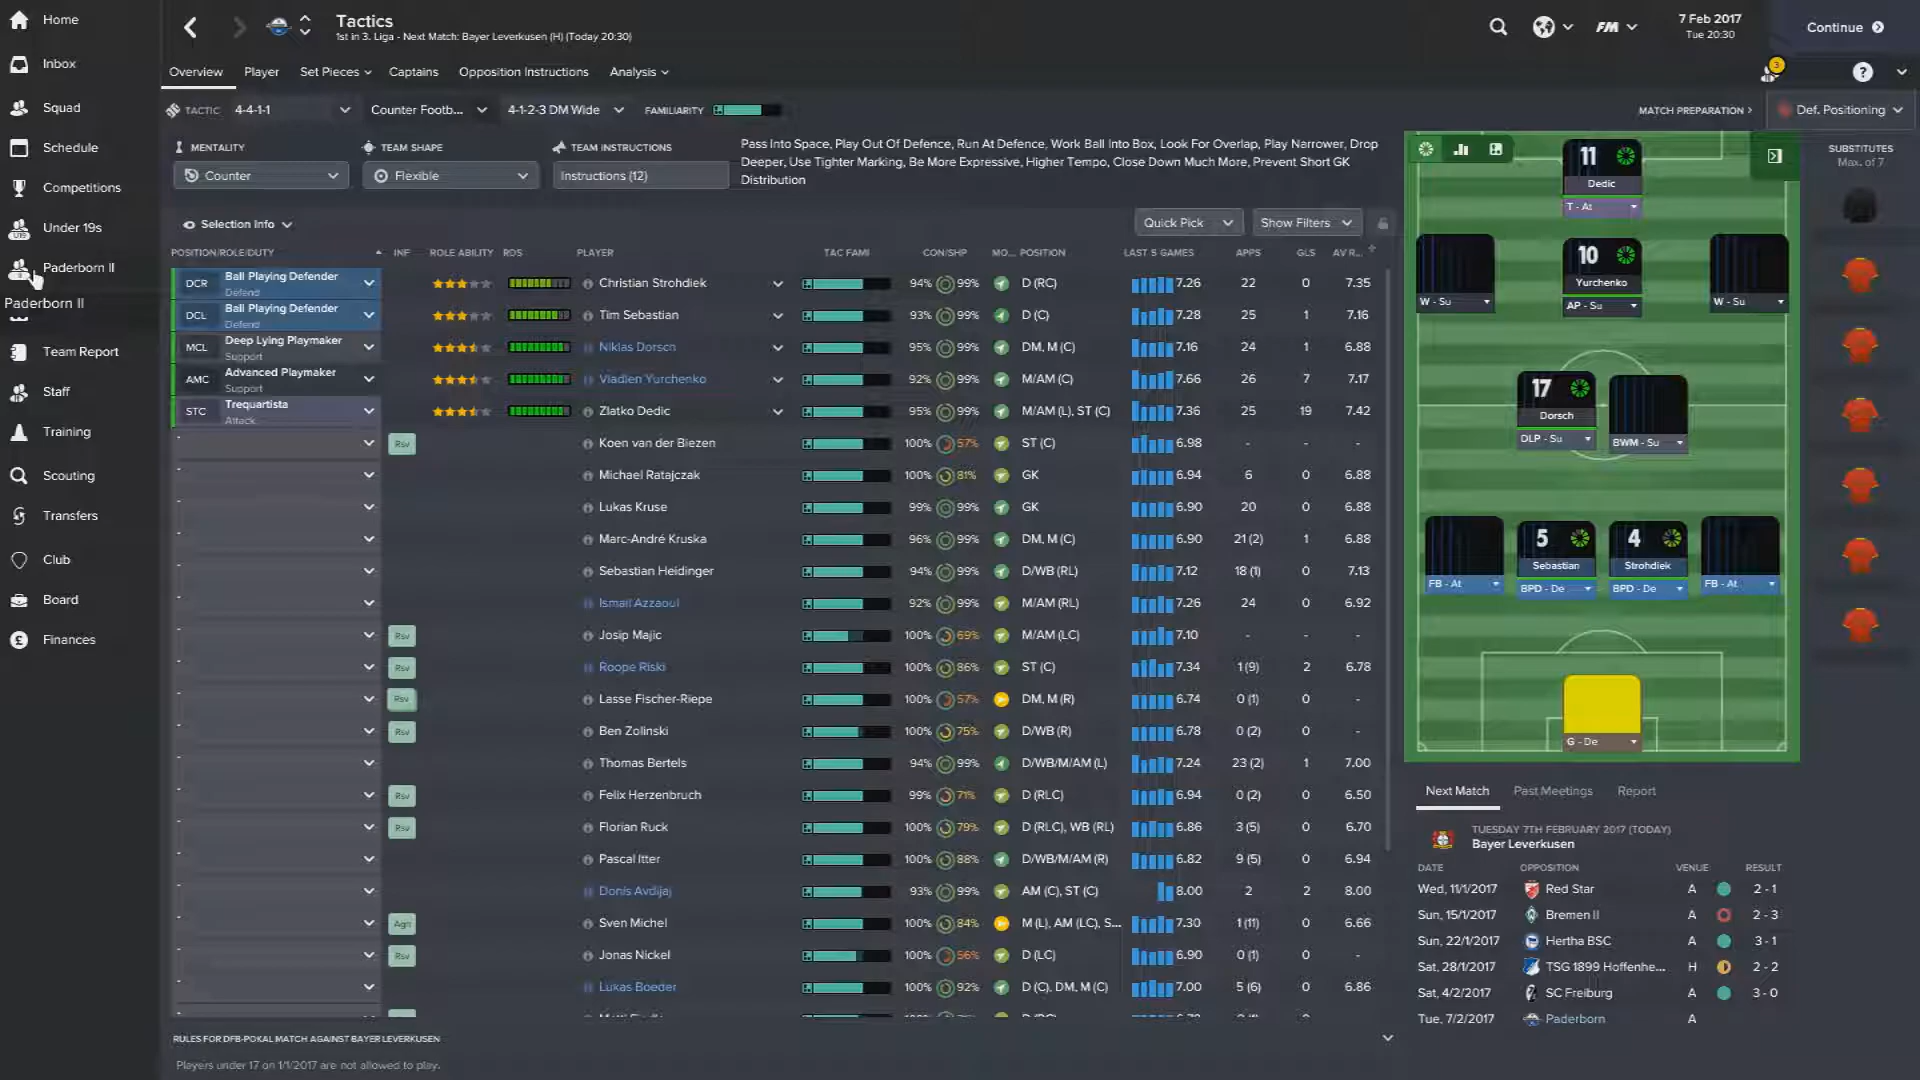 Home
Inbox
Squad
Schedule
Competitions
Under 19s
Paderborn II
Paderborn II
Team Report
Staff
Training
Scouting
Transfers
Club
Board
Finances
Tactics
1st in 3. Liga - Next Match: Bayer Leverkusen (H) (Today 20:30)
FM
7 Feb 2017
Tue 20:30
Continue
Overview Player Set Pieces Captains Opposition Instructions Analysis
3
?
TACTIC 4-4-1-1 Counter Footb... 4-1-2-3 DM Wide FAMILIARITY
MATCH PREPARATION > Def. Positioning
MENTALITY TEAM SHAPE TEAM INSTRUCTIONS
Counter Flexible Instructions (12)
Pass Into Space, Play Out Of Defence, Run At Defence, Work Ball Into Box, Look For Overlap, Play Narrower, Drop
Deeper, Use Tighter Marking, Be More Expressive, Higher Tempo, Close Down Much More, Prevent Short GK
Distribution
Selection Info Quick Pick Show Filters
POSITION/ROLE/DUTY INF ROLE ABILITY RDS PLAYER TAC FAMI CON/SHP MO... POSITION LAST 5 GAMES APPS GLS AV R...
DCR Ball Playing Defender Christian Strohdiek 94% 99% D (RC) 7.26 22 0 7.35
Defend
DCL Ball Playing Defender Tim Sebastian 93% 99% D (C) 7.28 25 1 7.16
Defend
MCL Deep Lying Playmaker Niklas Dorsch 95% 99% DM, M (C) 7.16 24 1 6.88
Support
AMC Advanced Playmaker Vladlen Yurchenko 92% 99% M/AM (C) 7.66 26 7 7.17
Support
STC Trequartista Zlatko Dedic 95% 99% M/AM (L), ST (C) 7.36 25 19 7.42
Attack
- Rsv Koen van der Biezen 100% 57% ST (C) 6.98 - - -
- Michael Ratajczak 100% 81% GK 6.94 6 0 6.88
- Lukas Kruse 99% 99% GK 6.90 20 0 6.88
- Marc-André Kruska 96% 99% DM, M (C) 6.90 21 (2) 1 6.88
- Sebastian Heidinger 94% 99% D/WB (RL) 7.12 18 (1) 0 7.13
- Ismail Azzaoui 92% 99% M/AM (RL) 7.26 24 0 6.92
- Rsv Josip Majic 100% 69% M/AM (LC) 7.10 - - -
- Rsv Roope Riski 100% 86% ST (C) 7.34 1 (9) 2 6.78
- Rsv Lasse Fischer-Riepe 100% 57% DM, M (R) 6.74 0 (1) 0 -
- Rsv Ben Zolinski 100% 75% D/WB (R) 6.78 0 (2) 0 -
- Thomas Bertels 94% 99% D/WB/M/AM (L) 7.24 23 (2) 1 7.00
- Rsv Felix Herzenbruch 99% 71% D (RLC) 6.94 0 (2) 0 6.50
- Rsv Florian Ruck 100% 79% D (RLC), WB (RL) 6.86 3 (5) 0 6.70
- Pascal Itter 100% 88% D/WB/M/AM (R) 6.82 9 (5) 0 6.94
- Donis Avdijaj 93% 99% AM (C), ST (C) 8.00 2 2 8.00
- Agn Sven Michel 100% 84% M (L), AM (LC), S... 7.30 1 (11) 0 6.66
- Rsv Jonas Nickel 100% 56% D (LC) 6.90 0 (1) 0 -
- Lukas Boeder 100% 92% D (C), DM, M (C) 7.00 5 (6) 0 6.86
RULES FOR DFB-POKAL MATCH AGAINST BAYER LEVERKUSEN
Players under 17 on 1/1/2017 are not allowed to play.
SUBSTITUTES
Max. of 7
11
Dedic
T - At
10
Yurchenko
W - Su AP - Su W - Su
17
Dorsch
DLP - Su BWM - Su
5 4
Sebastian Strohdiek
FB - At BPD - De BPD - De FB - At
G - De
Next Match Past Meetings Report
TUESDAY 7TH FEBRUARY 2017 (TODAY)
Bayer Leverkusen
DATE OPPOSITION VENUE RESULT
Wed, 11/1/2017 Red Star A 2 - 1
Sun, 15/1/2017 Bremen II A 2 - 3
Sun, 22/1/2017 Hertha BSC A 3 - 1
Sat, 28/1/2017 TSG 1899 Hoffenhe... H 2 - 2
Sat, 4/2/2017 SC Freiburg A 3 - 0
Tue, 7/2/2017 Paderborn A